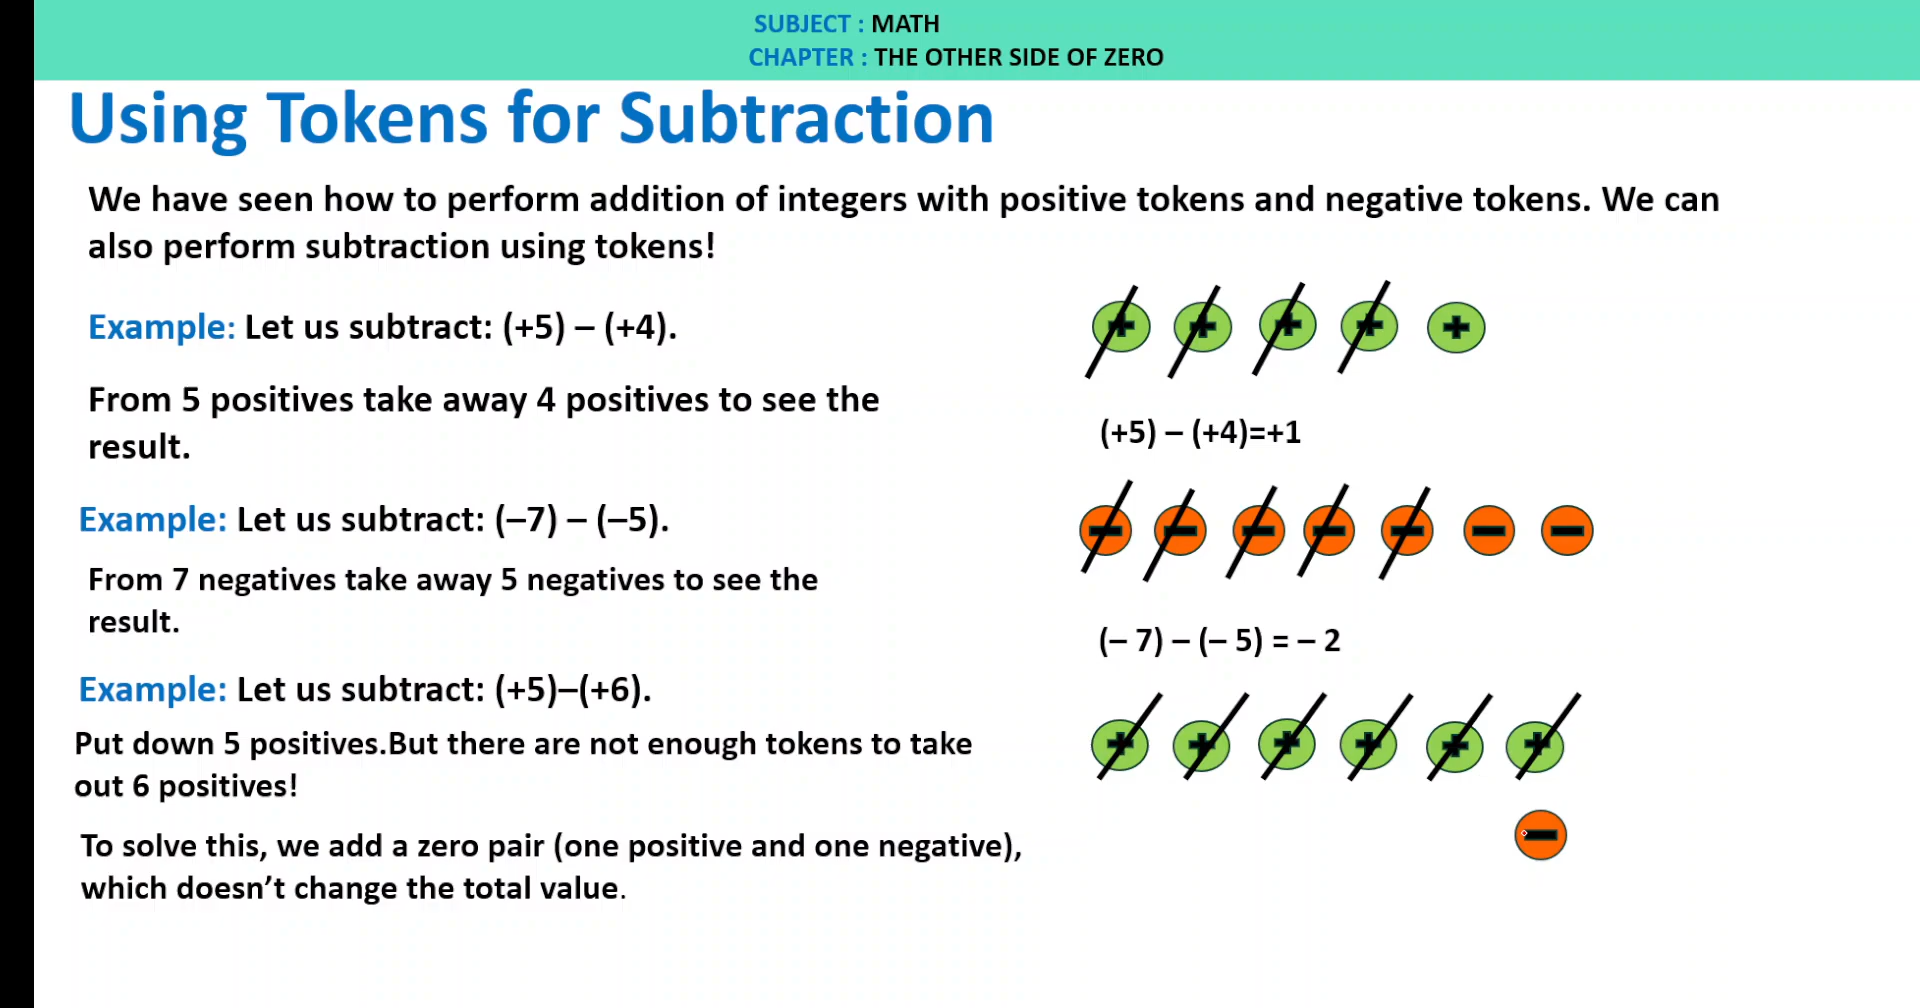 SUBJECT : MATH
CHAPTER : THE OTHER SIDE OF ZERO
Using Tokens for Subtraction
We have seen how to perform addition of integers with positive tokens and negative tokens. We can
also perform subtraction using tokens!
Example: Let us subtract: (+5) – (+4).
From 5 positives take away 4 positives to see the
result.
(+5) – (+4)=+1
Example: Let us subtract: (–7) – (–5).
From 7 negatives take away 5 negatives to see the
result.
(– 7) – (– 5) = – 2
Example: Let us subtract: (+5)–(+6).
Put down 5 positives.But there are not enough tokens to take
out 6 positives!
To solve this, we add a zero pair (one positive and one negative),
which doesn’t change the total value.